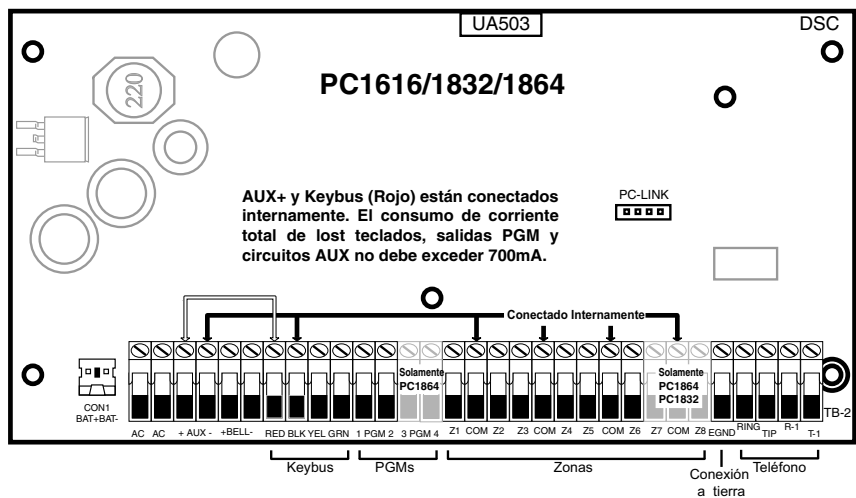 UA503
DSC
PC1616/1832/1864
220
AUX+ y Keybus (Rojo) están conectados
internamente. El consumo de corriente
total de lost teclados, salidas PGM y
circuitos AUX no debe exceder 700mA.
PC-LINK
Conectado Internamente
Solamente
PC1864
Solamente
PC1864
PC1832
CON1
BAT+BAT-
TB-2
AC AC + AUX - +BELL- RED BLK YEL GRN 1 PGM 2 3 PGM 4 Z1 COM Z2 Z3 COM Z4 Z5 COM Z6 Z7 COM Z8 EGND RING TIP R-1 T-1
Keybus PGMs Zonas Teléfono
Conexión
a tierra